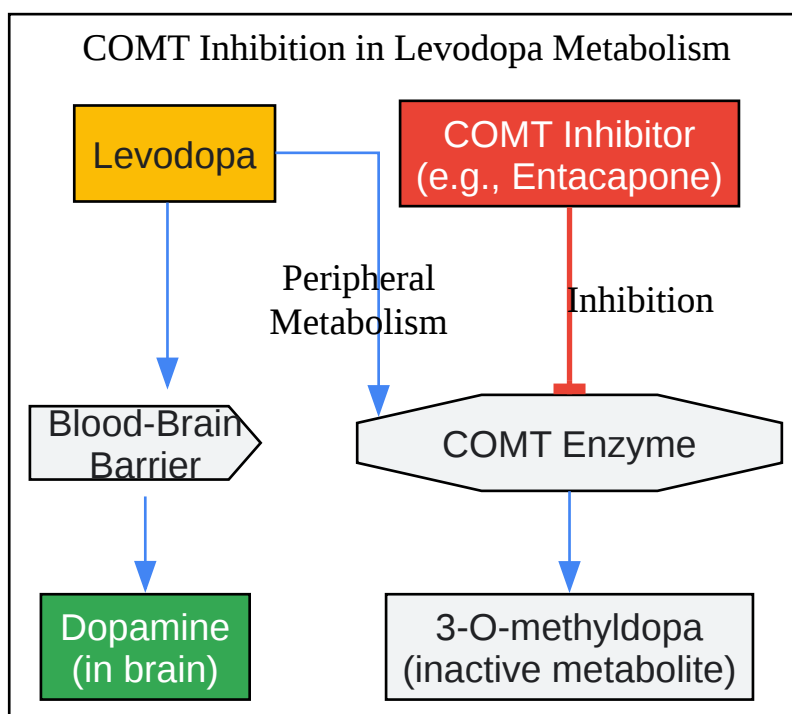 COMT Inhibition in Levodopa Metabolism
Levodopa
COMT Inhibitor
(e.g., Entacapone)
Peripheral
Metabolism
Inhibition
Blood-Brain
Barrier
COMT Enzyme
Dopamine
(in brain)
3-O-methyldopa
(inactive metabolite)